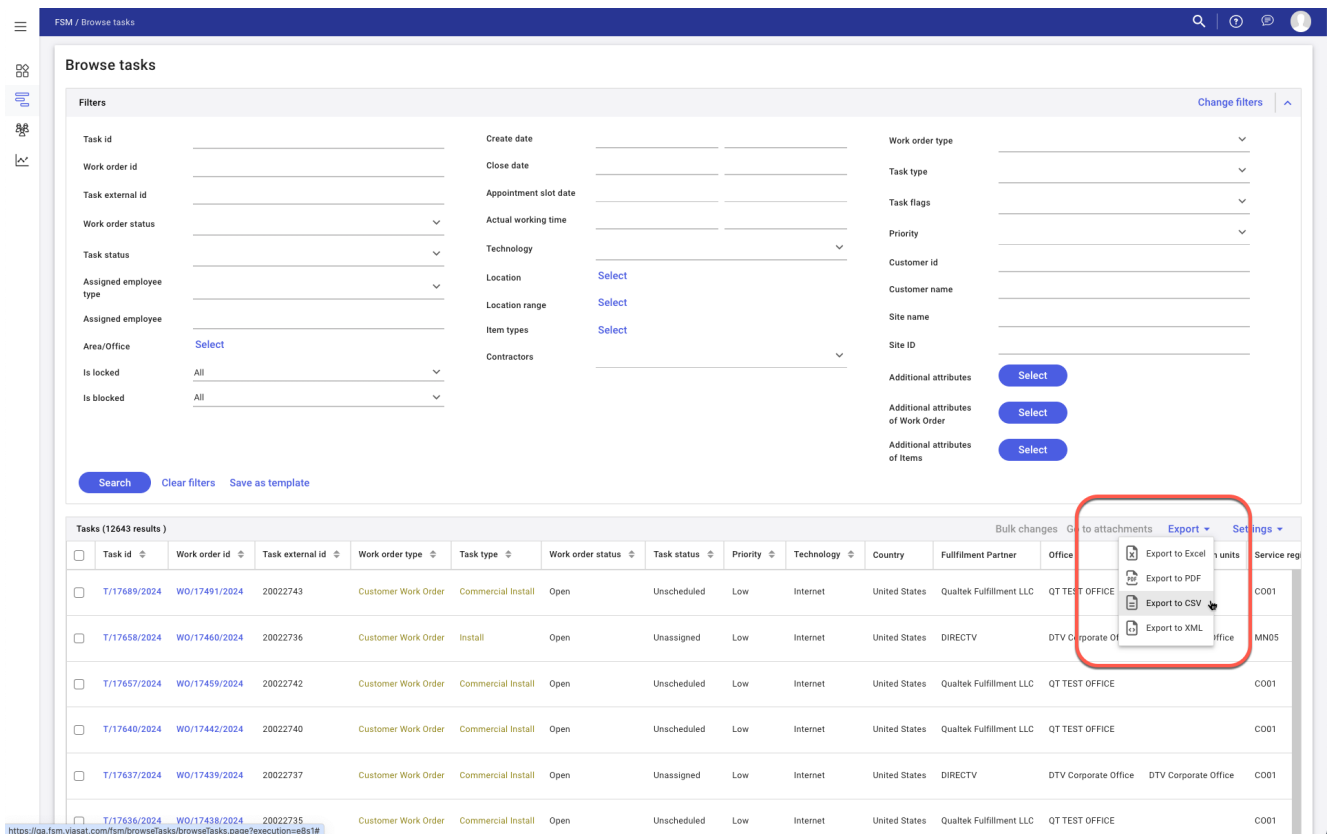 FSM / Browse tasks
Browse tasks
Filters
Change filters
Task id
Work order id
Task external id
Work order status
Task status
Assigned employee
type
Assigned employee
Area/Office Select
Is locked All
Is blocked All
Create date
Close date
Appointment slot date
Actual working time
Technology
Location Select
Location range Select
Item types Select
Contractors
Work order type
Task type
Task flags
Priority
Customer id
Customer name
Site name
Site ID
Additional attributes Select
Additional attributes
of Work Order Select
Additional attributes
of Items Select
Search Clear filters Save as template
Tasks (12643 results ) Bulk changes Go to attachments Export Settings
Task id Work order id Task external id Work order type Task type Work order status Task status Priority Technology Country Fullfilment Partner Office units Service regi
Export to Excel
PDF Export to PDF
Export to CSV
Export to XML
T/17689/2024 WO/17491/2024 20022743 Customer Work Order Commercial Install Open Unscheduled Low Internet United States Qualtek Fulfillment LLC QT TEST OFFICE CO01
T/17658/2024 WO/17460/2024 20022736 Customer Work Order Install Open Unassigned Low Internet United States DIRECTV DTV Corporate Of Office MN05
T/17657/2024 WO/17459/2024 20022742 Customer Work Order Commercial Install Open Unscheduled Low Internet United States Qualtek Fulfillment LLC QT TEST OFFICE CO01
T/17640/2024 WO/17442/2024 20022740 Customer Work Order Commercial Install Open Unscheduled Low Internet United States Qualtek Fulfillment LLC QT TEST OFFICE CO01
T/17637/2024 WO/17439/2024 20022737 Customer Work Order Commercial Install Open Unassigned Low Internet United States DIRECTV DTV Corporate Office DTV Corporate Office CO01
T/17636/2024 WO/17438/2024 20022735 Customer Work Order Commercial Install Open Unscheduled Low Internet United States Qualtek Fulfillment LLC QT TEST OFFICE CO01
https://qa.fsm.viasat.com/fsm/browseTasks/browseTasks.page?execution=e8s1#